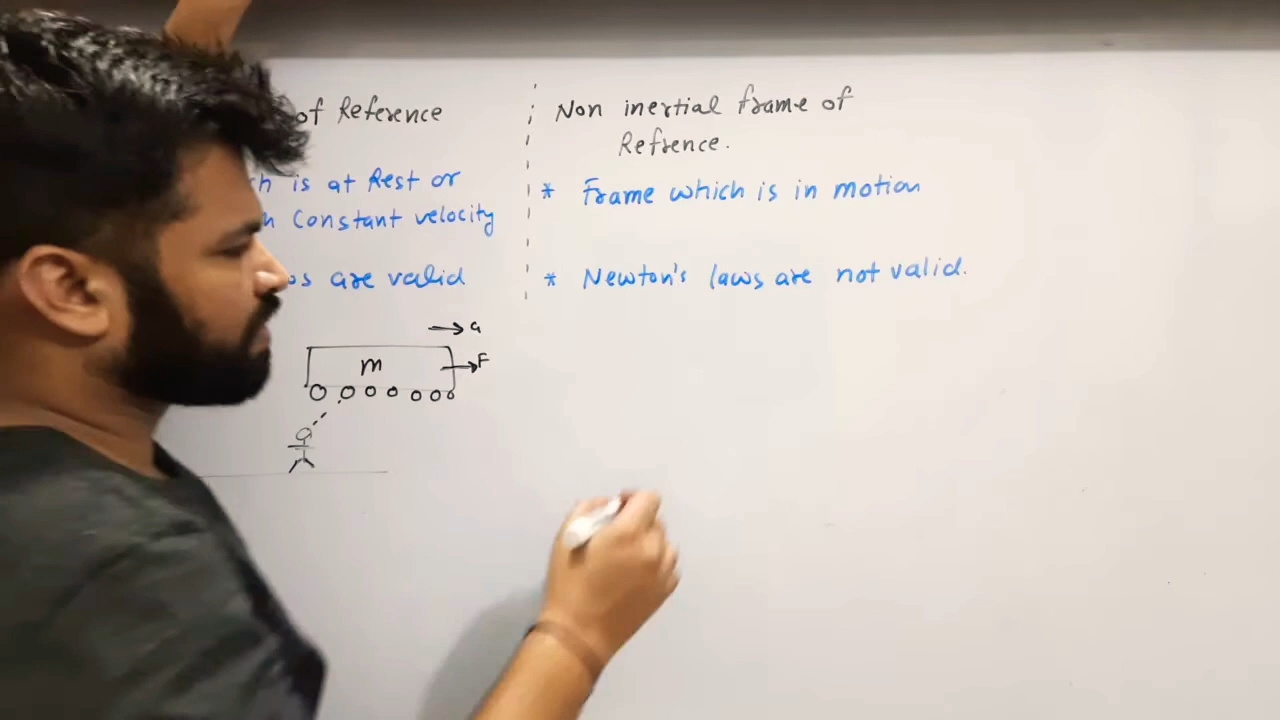 of Reference
is at Rest or
Constant velocity
are valid
a
m
F
Non inertial frame of
Refrence.
* Frame which is in motion
* Newton's laws are not valid.